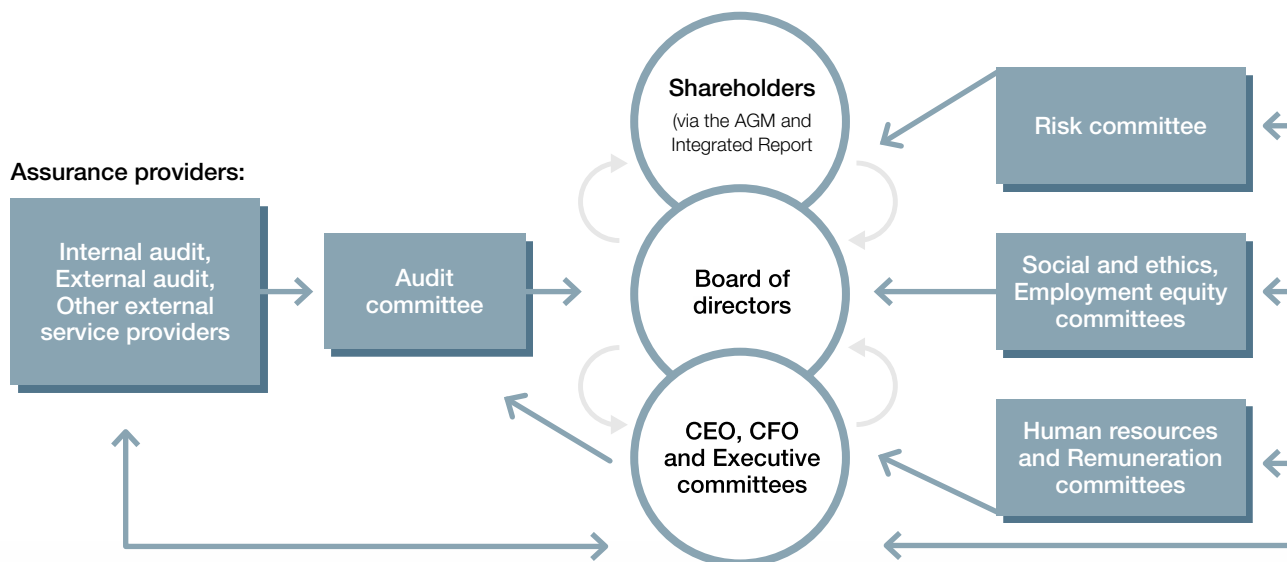 Assurance providers:
Internal audit,
External audit,
Other external
service providers
Audit
committee
Shareholders
(via the AGM and
Integrated Report
Board of
directors
CEO, CFO
and Executive
committees
Risk committee
Social and ethics,
Employment equity
committees
Human resources
and Remuneration
committees